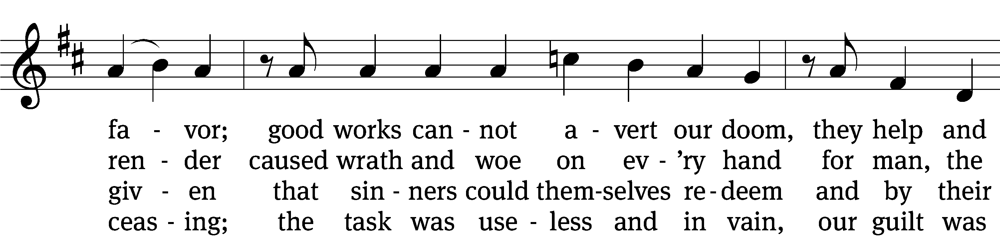 fa - vor; good works can - not a - vert our doom, they help and
ren - der caused wrath and woe on ev - ’ry hand for man, the
giv - en that sin - ners could them-selves re - deem and by their
ceas - ing; the task was use - less and in vain, our guilt was